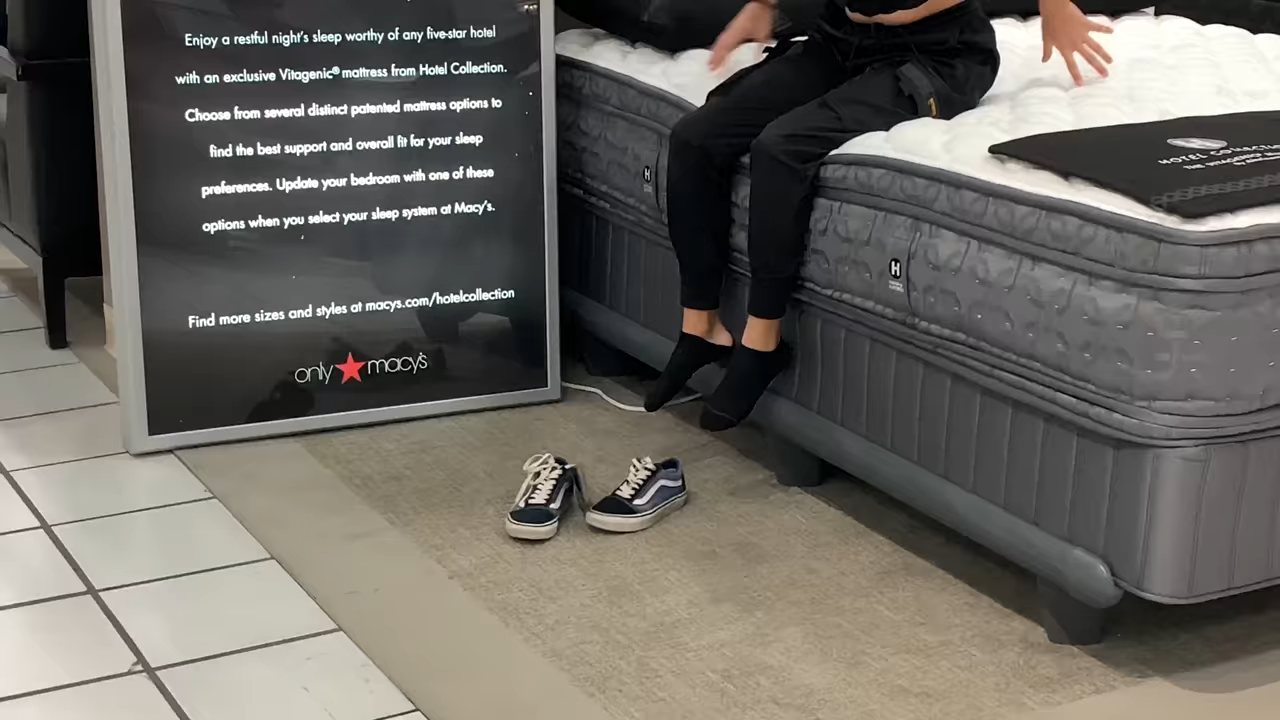 Enjoy a restful night's sleep worthy of any five-star hotel
with an exclusive Vitagenic® mattress from Hotel Collection.
Choose from several distinct patented mattress options to
find the best support and overall fit for your sleep
preferences. Update your bedroom with one of these
options when you select your sleep system at Macy's.
Find more sizes and styles at macys.com/hotelcollection
only macy's
H
H
HOTEL COLLECTION